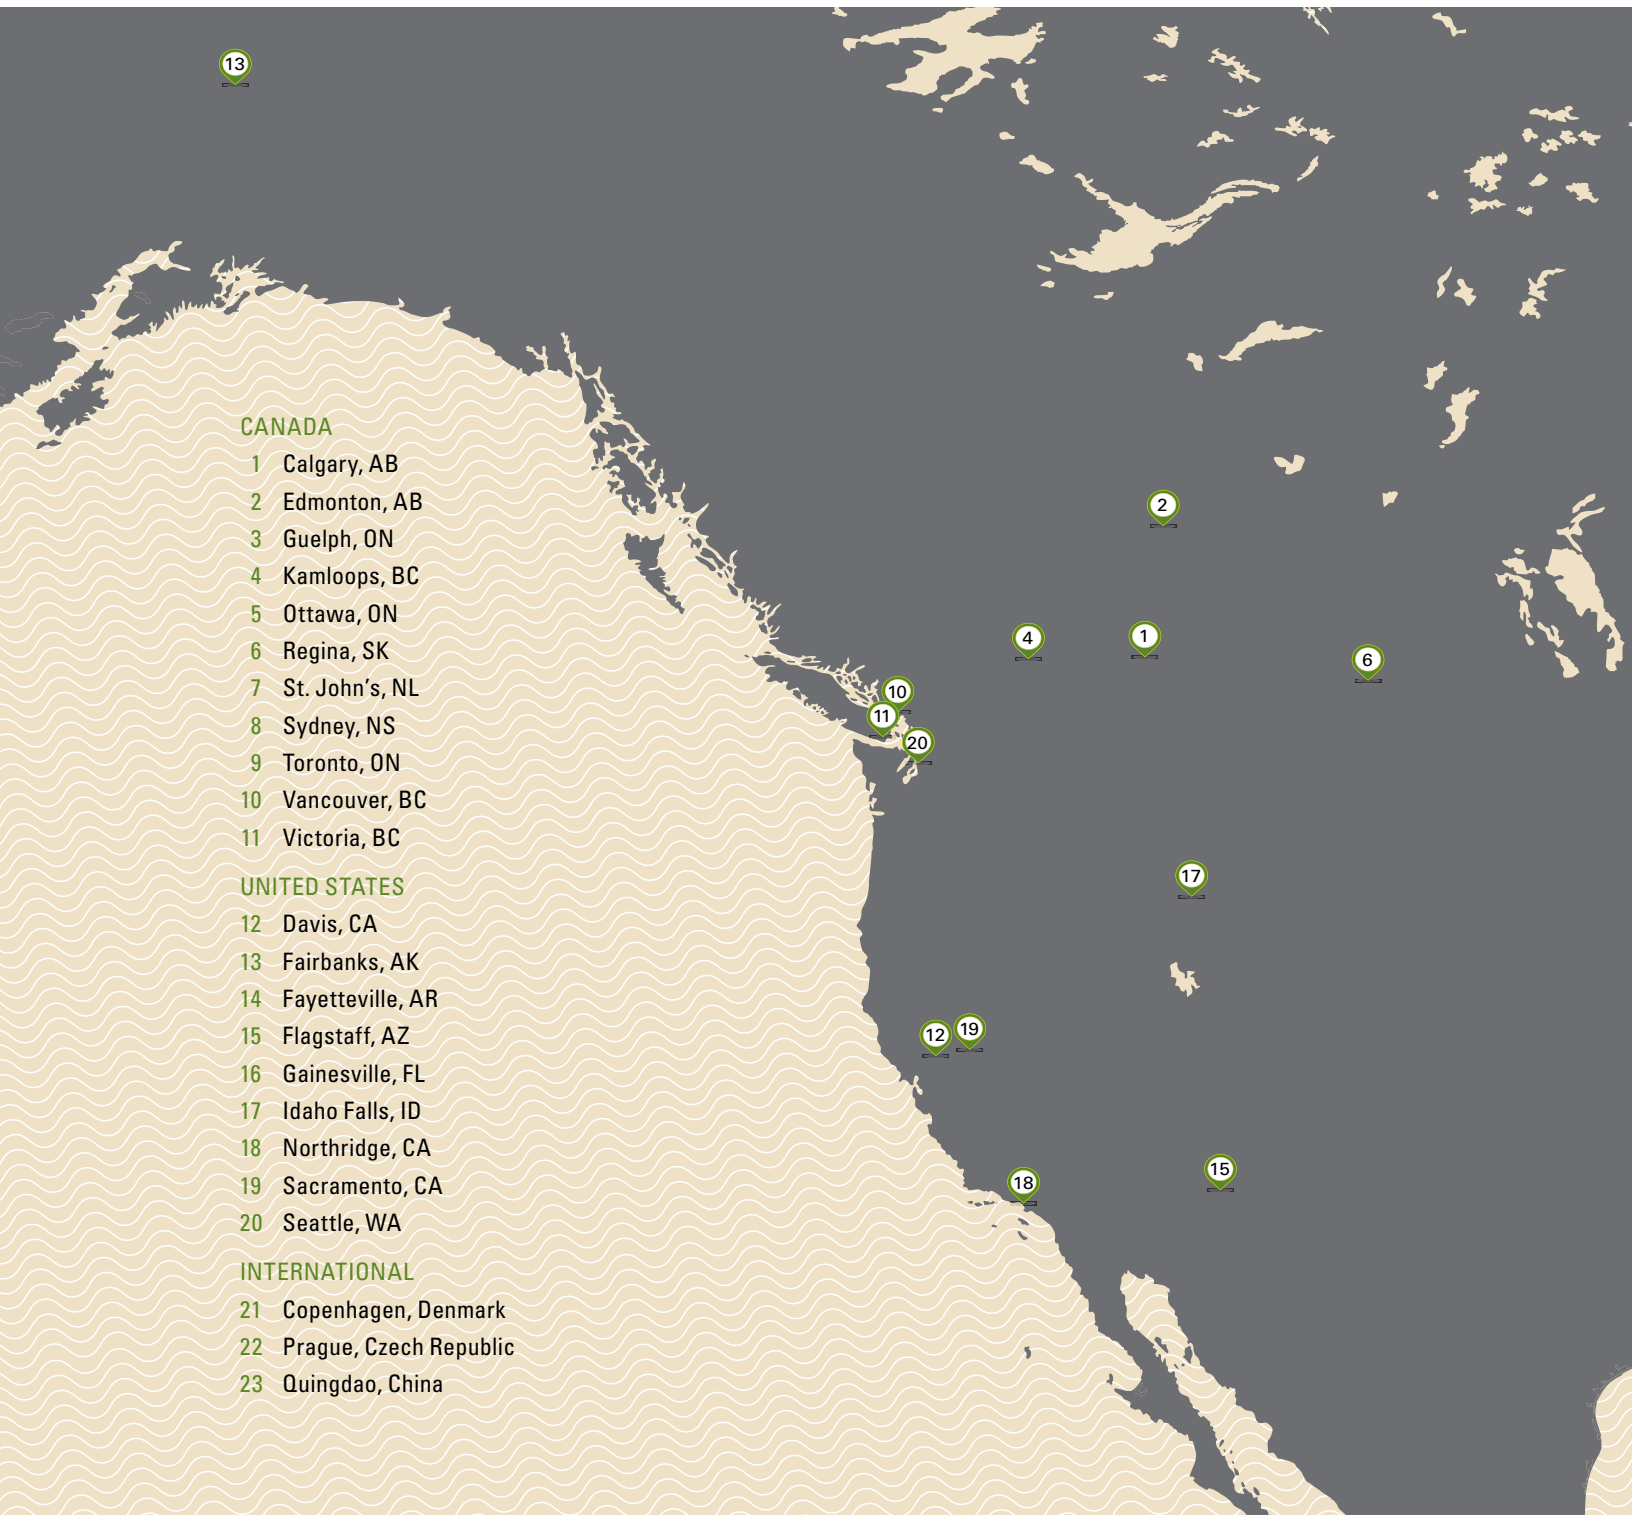 13
2
4
1
6
10
11
20
17
12
19
18
15
CANADA
1 Calgary, AB
2 Edmonton, AB
3 Guelph, ON
4 Kamloops, BC
5 Ottawa, ON
6 Regina, SK
7 St. John’s, NL
8 Sydney, NS
9 Toronto, ON
10 Vancouver, BC
11 Victoria, BC
UNITED STATES
12 Davis, CA
13 Fairbanks, AK
14 Fayetteville, AR
15 Flagstaff, AZ
16 Gainesville, FL
17 Idaho Falls, ID
18 Northridge, CA
19 Sacramento, CA
20 Seattle, WA
INTERNATIONAL
21 Copenhagen, Denmark
22 Prague, Czech Republic
23 Quingdao, China